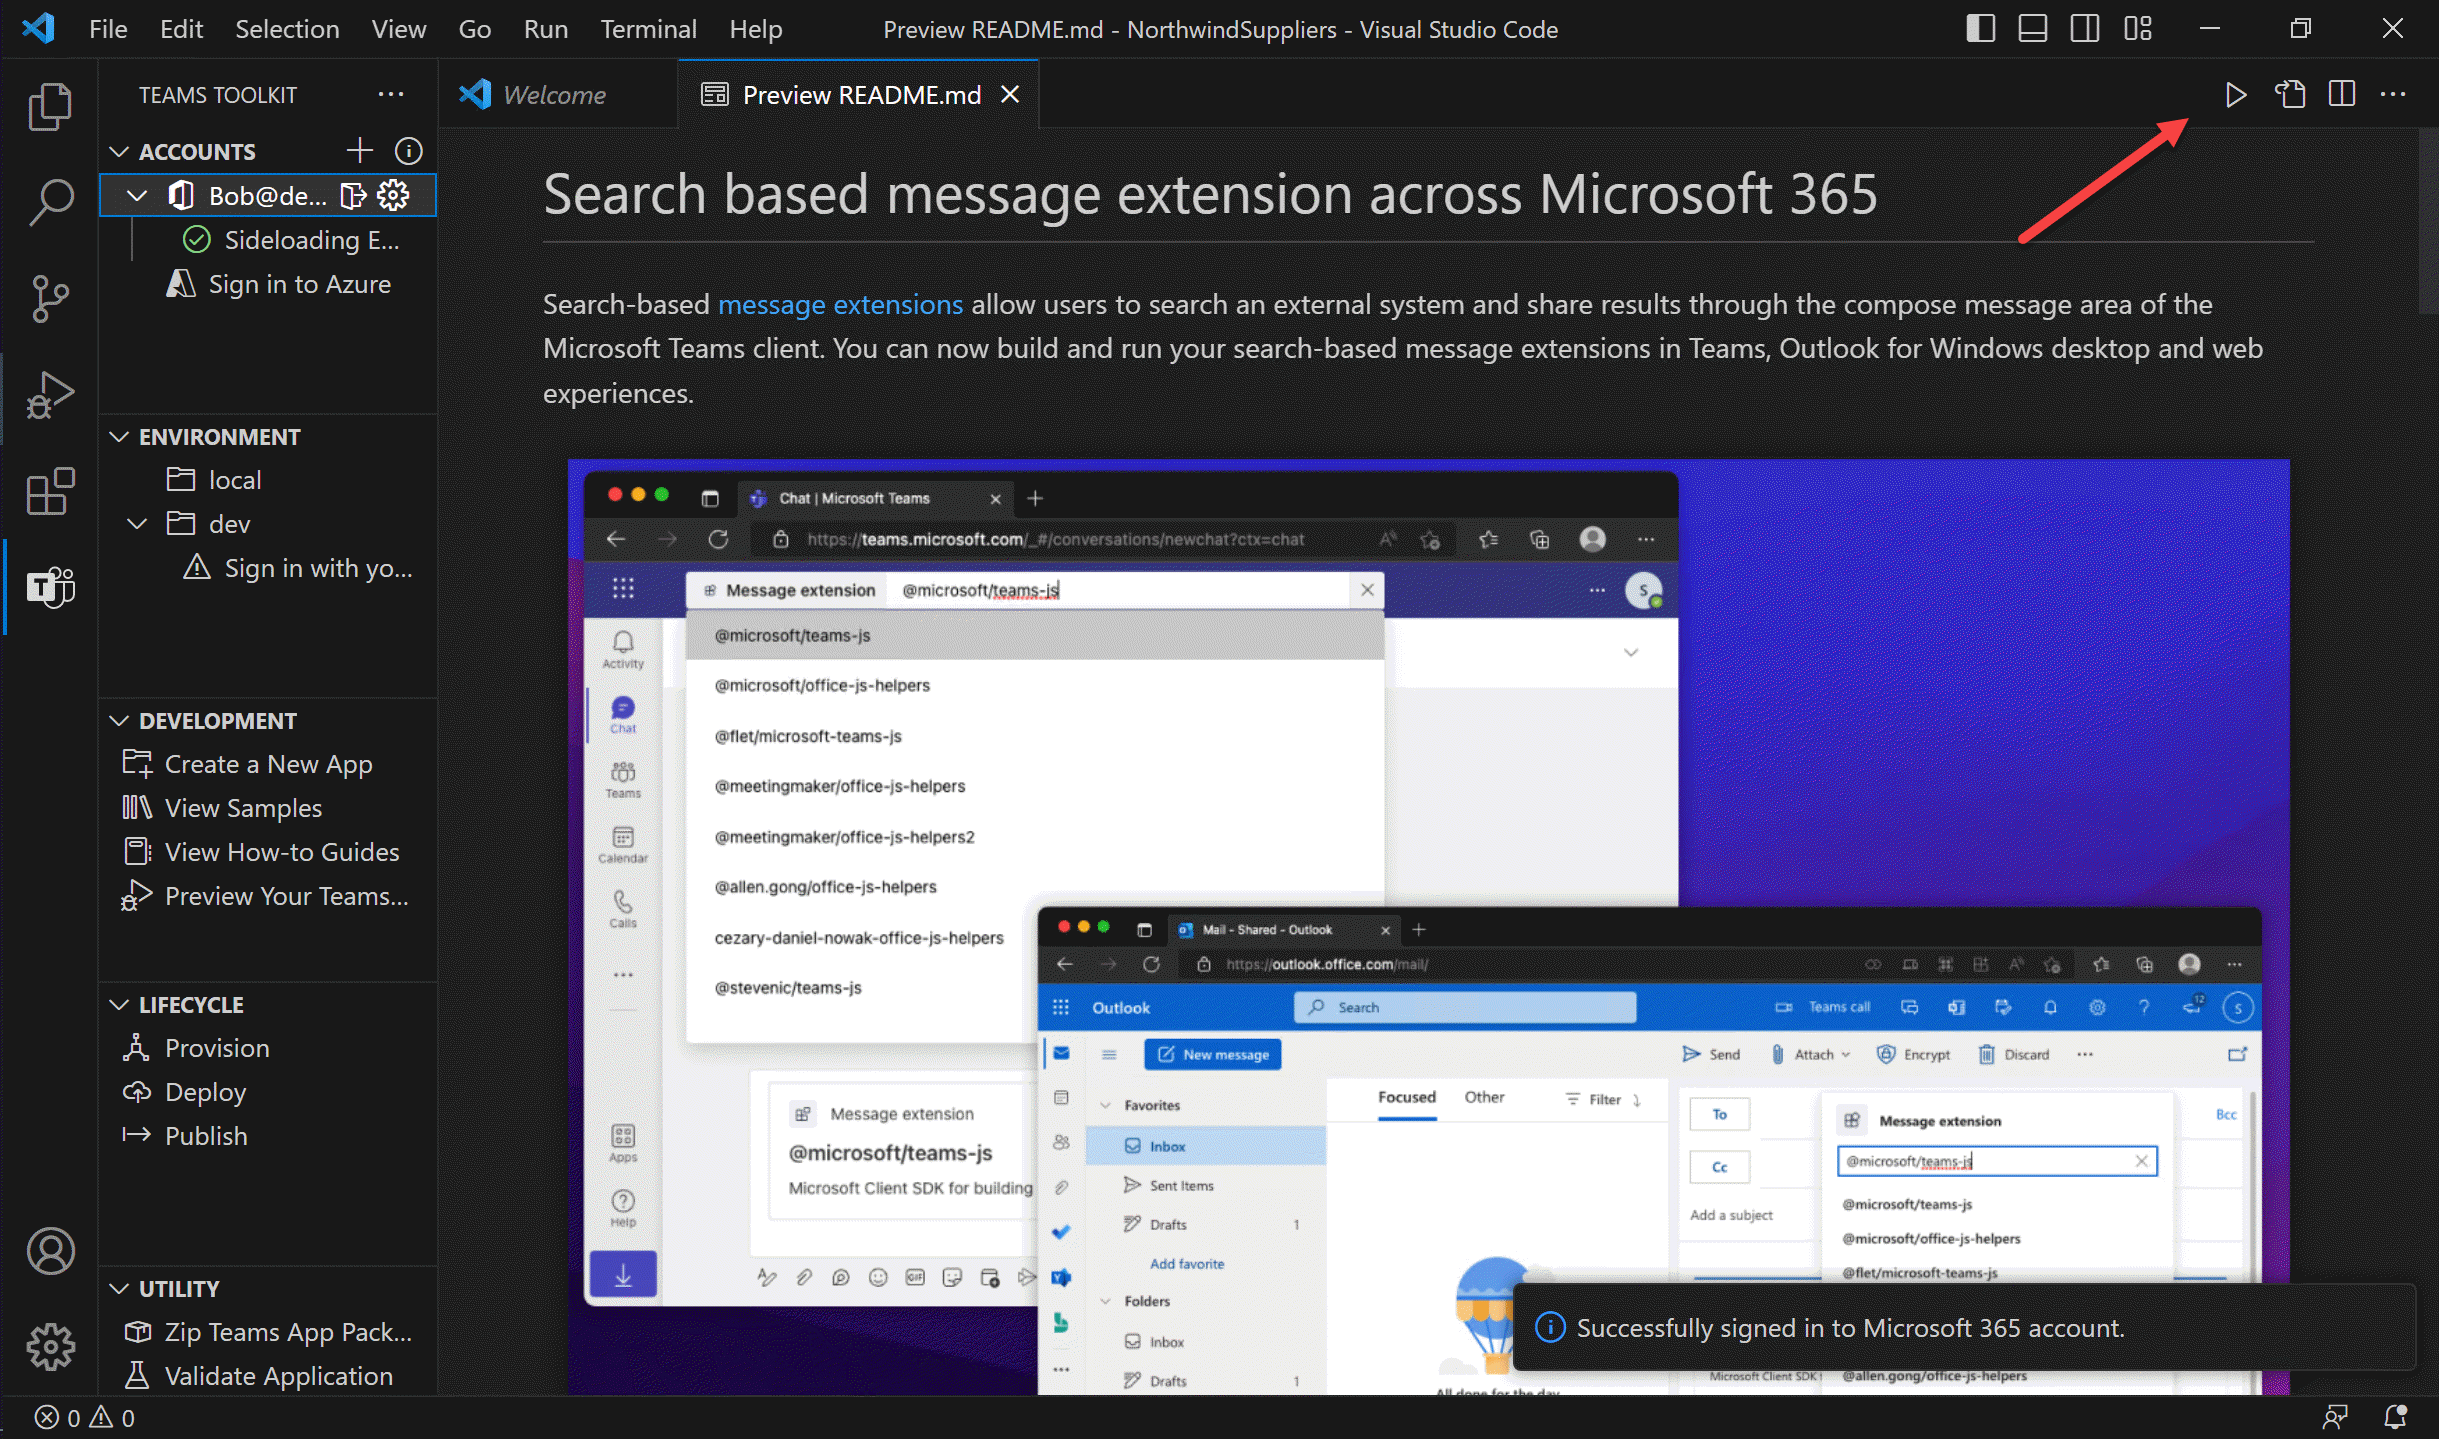 File Edit Selection View Go Run Terminal Help
Preview README.md - NorthwindSuppliers - Visual Studio Code
TEAMS TOOLKIT
Welcome
Preview README.md
ACCOUNTS
Bob@de...
Sideloading E...
Sign in to Azure
ENVIRONMENT
local
dev
Sign in with yo...
DEVELOPMENT
Create a New App
View Samples
View How-to Guides
Preview Your Teams...
LIFECYCLE
Provision
Deploy
Publish
UTILITY
Zip Teams App Pack...
Validate Application
0 0
Search based message extension across Microsoft 365
Search-based message extensions allow users to search an external system and share results through the compose message area of the
Microsoft Teams client. You can now build and run your search-based message extensions in Teams, Outlook for Windows desktop and web
experiences.
Chat | Microsoft Teams
https://teams.microsoft.com/_#/conversations/newchat?ctx=chat
Message extension @microsoft/teams-js
S
Activity
Chat
Teams
Calendar
Calls
Apps
Help
@microsoft/teams-js
@microsoft/office-js-helpers
@flet/microsoft-teams-js
@meetingmaker/office-js-helpers
@meetingmaker/office-js-helpers2
@allen.gong/office-js-helpers
cezary-daniel-nowak-office-js-helpers
@stevenic/teams-js
Message extension
@microsoft/teams-js
Microsoft Client SDK for building
GIF
Mail - Shared - Outlook
https://outlook.office.com/mail/
Outlook
Search
Teams call
12
S
New message
Send Attach Encrypt Discard
Favorites
Inbox
Sent Items
Drafts 1
Add favorite
Folders
Inbox
Drafts 1
Focused Other Filter
All done for the day
To
Cc
Bcc
Add a subject
Message extension
@microsoft/teams-js
@microsoft/teams-js
@microsoft/office-js-helpers
@flet/microsoft-teams-js
Successfully signed in to Microsoft 365 account.
Microsoft Client SDK
@allen.gong/office-js-helpers